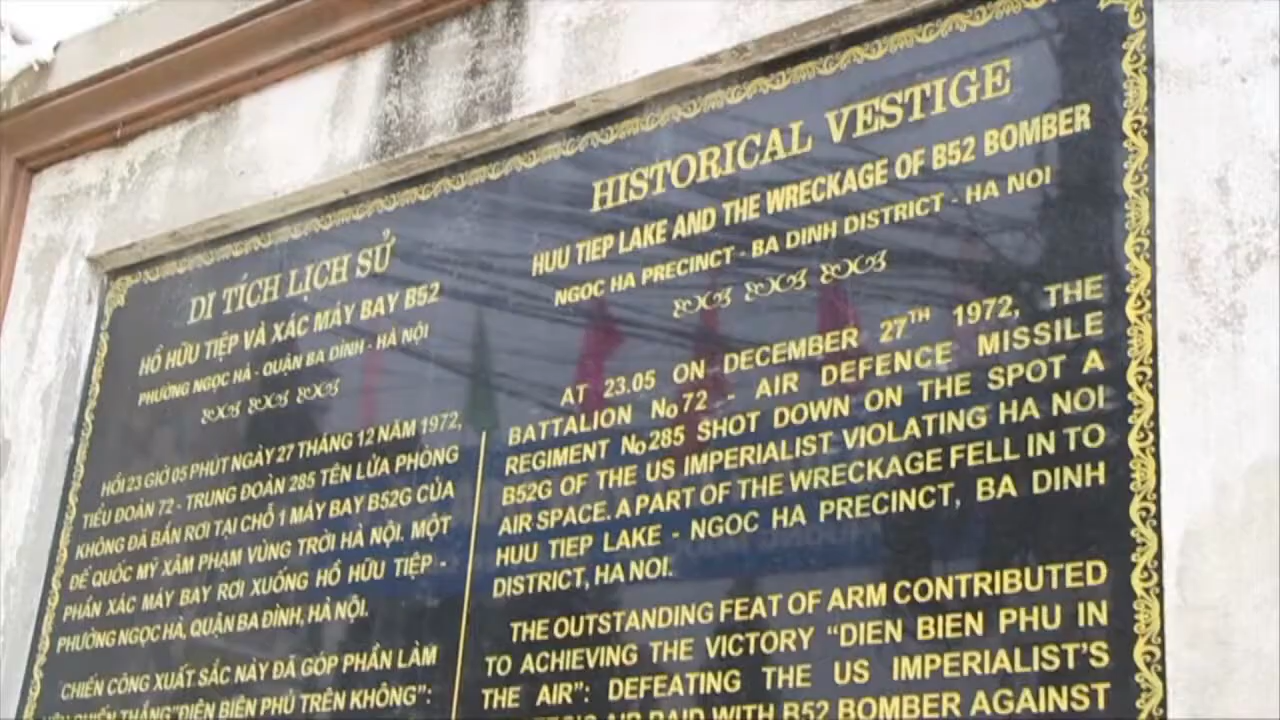 DI TÍCH LỊCH SỬ
HỒ HỮU TIỆP VÀ XÁC MÁY BAY B52
PHƯỜNG NGỌC HÀ - QUẬN BA ĐÌNH - HÀ NỘI
HỒI 23 GIỜ 05 PHÚT NGÀY 27 THÁNG 12 NĂM 1972,
TIỂU ĐOÀN 72 - TRUNG ĐOÀN 285 TÊN LỬA PHÒNG
KHÔNG ĐÃ BẮN RƠI TẠI CHỖ 1 MÁY BAY B52G CỦA
ĐẾ QUỐC MỸ XÂM PHẠM VÙNG TRỜI HÀ NỘI. MỘT
PHẦN XÁC MÁY BAY RƠI XUỐNG HỒ HỮU TIỆP -
PHƯỜNG NGỌC HÀ, QUẬN BA ĐÌNH, HÀ NỘI.
CHIẾN CÔNG XUẤT SẮC NÀY ĐÃ GÓP PHẦN LÀM
CHIẾN THẮNG "ĐIỆN BIÊN PHỦ TRÊN KHÔNG":
HISTORICAL VESTIGE
HUU TIEP LAKE AND THE WRECKAGE OF B52 BOMBER
NGOC HA PRECINCT - BA DINH DISTRICT - HA NOI
AT 23.05 ON DECEMBER 27TH 1972, THE
BATTALION No72 - AIR DEFENCE MISSILE
REGIMENT No285 SHOT DOWN ON THE SPOT A
B52G OF THE US IMPERIALIST VIOLATING HA NOI
AIR SPACE. A PART OF THE WRECKAGE FELL IN TO
HUU TIEP LAKE - NGOC HA PRECINCT, BA DINH
DISTRICT, HA NOI.
THE OUTSTANDING FEAT OF ARM CONTRIBUTED
TO ACHIEVING THE VICTORY "DIEN BIEN PHU IN
THE AIR": DEFEATING THE US IMPERIALIST'S
AIR RAID WITH B52 BOMBER AGAINST